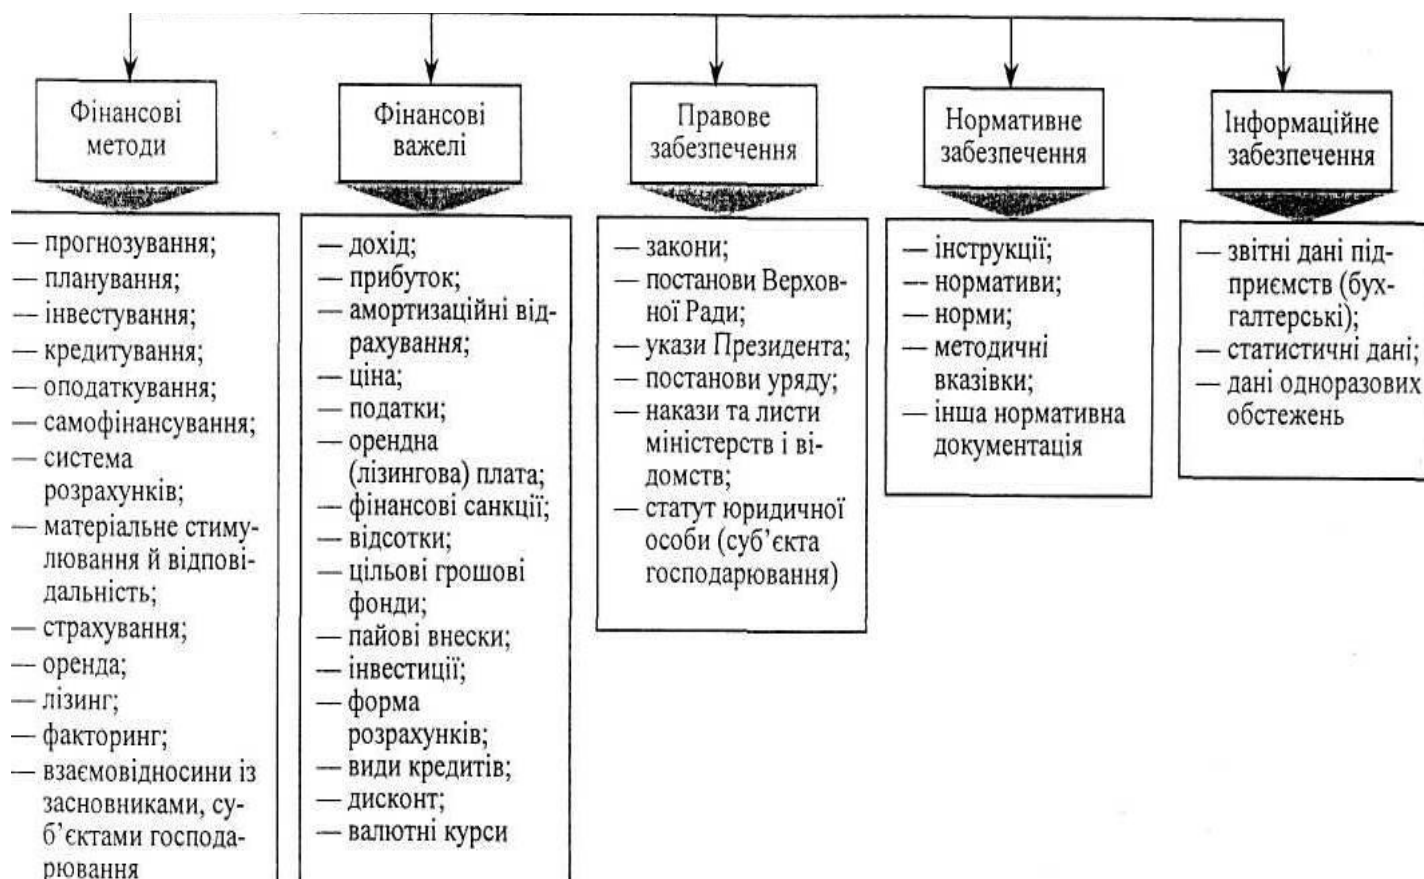 Фінансові
методи
— прогнозування;
— планування;
— інвестування;
— кредитування;
— оподаткування;
— самофінансування;
— система
розрахунків;
— матеріальне стиму-
лювання й відпові-
дальність;
— страхування;
— оренда;
— лізинг;
— факторинг;
— взаємовідносини із
засновниками, су-
б’єктами господа-
рювання
Фінансові
важелі
— дохід;
— прибуток;
— амортизаційні від-
рахування;
— ціна;
— податки;
— орендна
(лізингова) плата;
— фінансові санкції;
— відсотки;
— цільові грошові
фонди;
— пайові внески;
— інвестиції;
— форма
розрахунків;
— види кредитів;
— дисконт;
— валютні курси
Правове
забезпечення
— закони;
— постанови Верхов-
ної Ради;
— укази Президента;
— постанови уряду;
— накази та листи
міністерств і ві-
домств;
— статут юридичної
особи (суб’єкта
господарювання)
Нормативне
забезпечення
— інструкції;
— нормативи;
— норми;
— методичні
вказівки;
— інша нормативна
документація
Інформаційне
забезпечення
— звітні дані під-
приємств (бух-
галтерські);
— статистичні дані;
— дані одноразових
обстежень